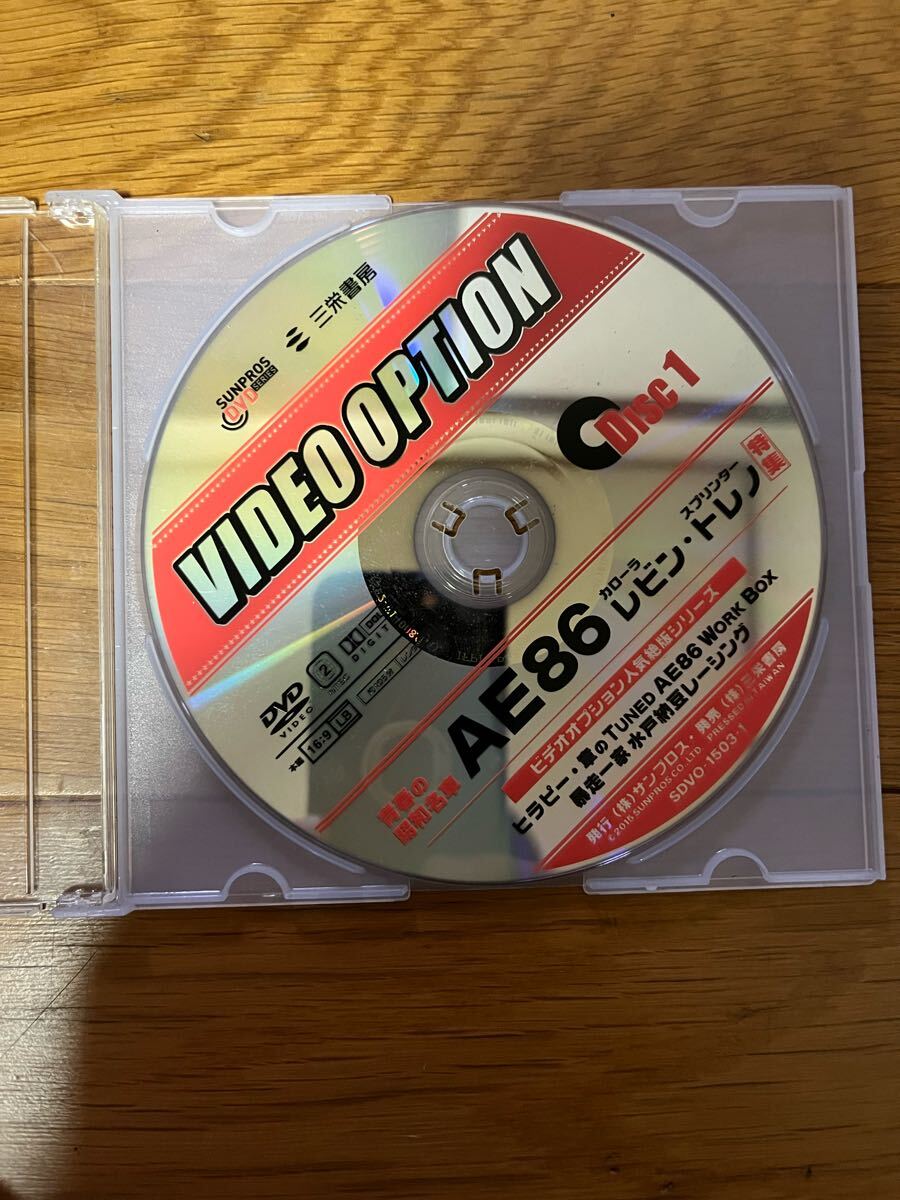 三栄書房
SUNPROS
DVD SERIES
VIDEO OPTION
Disc 1
青春の
昭和名車
AE86
カローラ
レビン・
スプリンター
トレノ
特集
ビデオオプション人気絶版シリーズ
ヒラピー・章のTUNED AE86 WORK BOX
暴走一家 水戸納豆レーシング
DVD
VIDEO
2
16:9
LB
DIGIT
発行(株)サンプロス・発売(株)三栄書房
©2015 SUNPROS CO.,LTD PRESSED IN TAIWAN
SDVO-1503-1